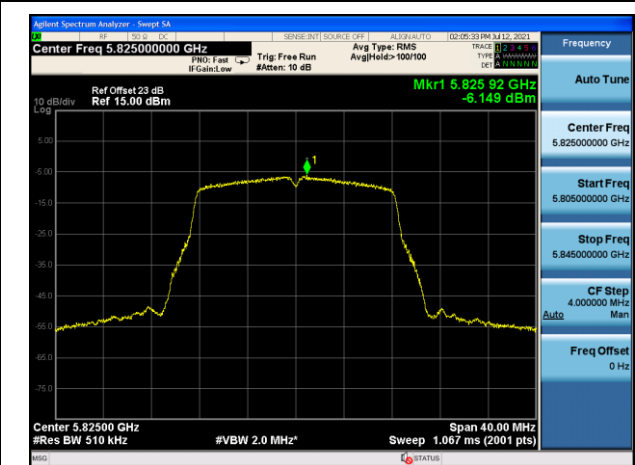 Agilent Spectrum Analyzer - Swept SA
RF 50 Ω DC SENSE:INT SOURCE OFF ALIGN AUTO 02:05:33 PM Jul 12, 2021
Center Freq 5.825000000 GHz
PNO: Fast
IFGain:Low
Trig: Free Run
#Atten: 10 dB
Avg Type: RMS
Avg|Hold:>100/100
TRACE 1 2 3 4 5 6
TYPE A WWWWW
DET A N N N N N
Ref Offset 23 dB
10 dB/div Ref 15.00 dBm
Log
Mkr1 5.825 92 GHz
-6.149 dBm
1
5.00
-5.00
-15.0
-25.0
-35.0
-45.0
-55.0
-65.0
-75.0
Center 5.82500 GHz Span 40.00 MHz
#Res BW 510 kHz #VBW 2.0 MHz* Sweep 1.067 ms (2001 pts)
MSG STATUS
Frequency
Auto Tune
Center Freq
5.825000000 GHz
Start Freq
5.805000000 GHz
Stop Freq
5.845000000 GHz
CF Step
4.000000 MHz
Auto Man
Freq Offset
0 Hz